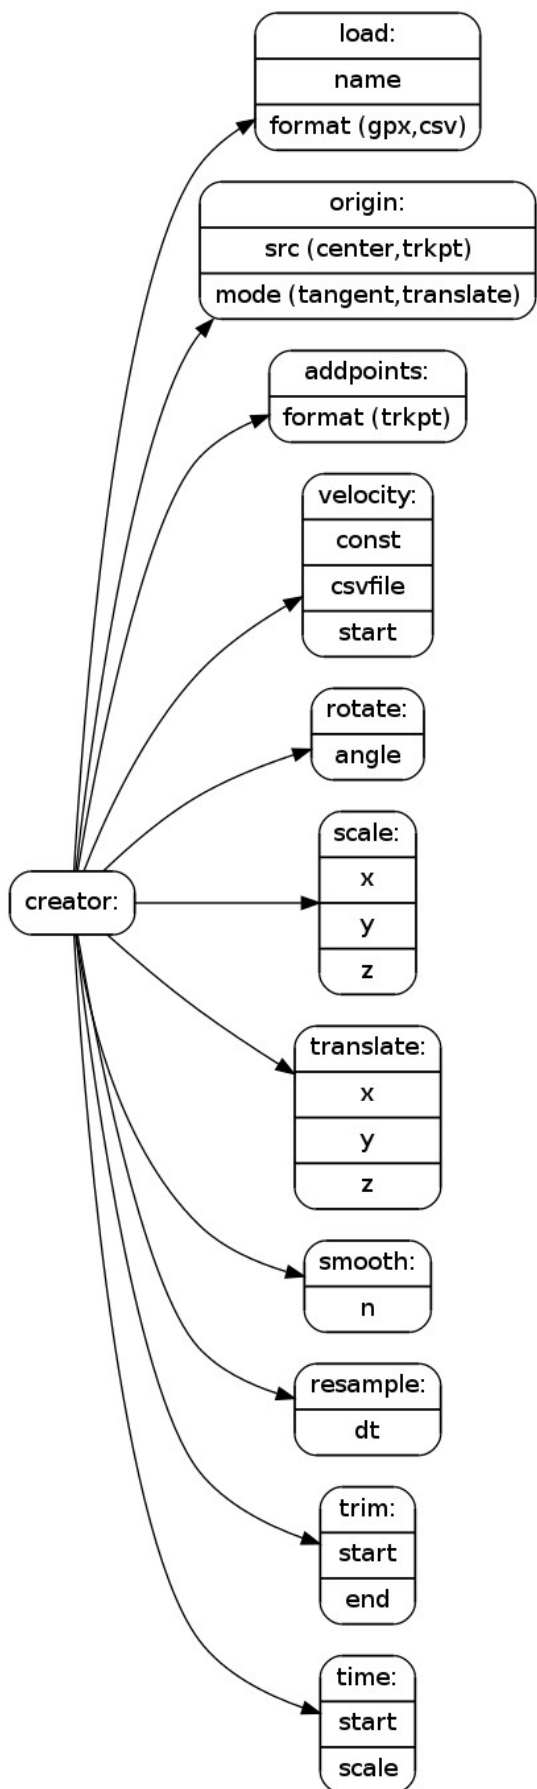 load:
name
format (gpx,csv)
origin:
src (center,trkpt)
mode (tangent,translate)
addpoints:
format (trkpt)
velocity:
const
csvfile
start
rotate:
angle
creator:
scale:
x
y
z
translate:
x
y
z
smooth:
n
resample:
dt
trim:
start
end
time:
start
scale